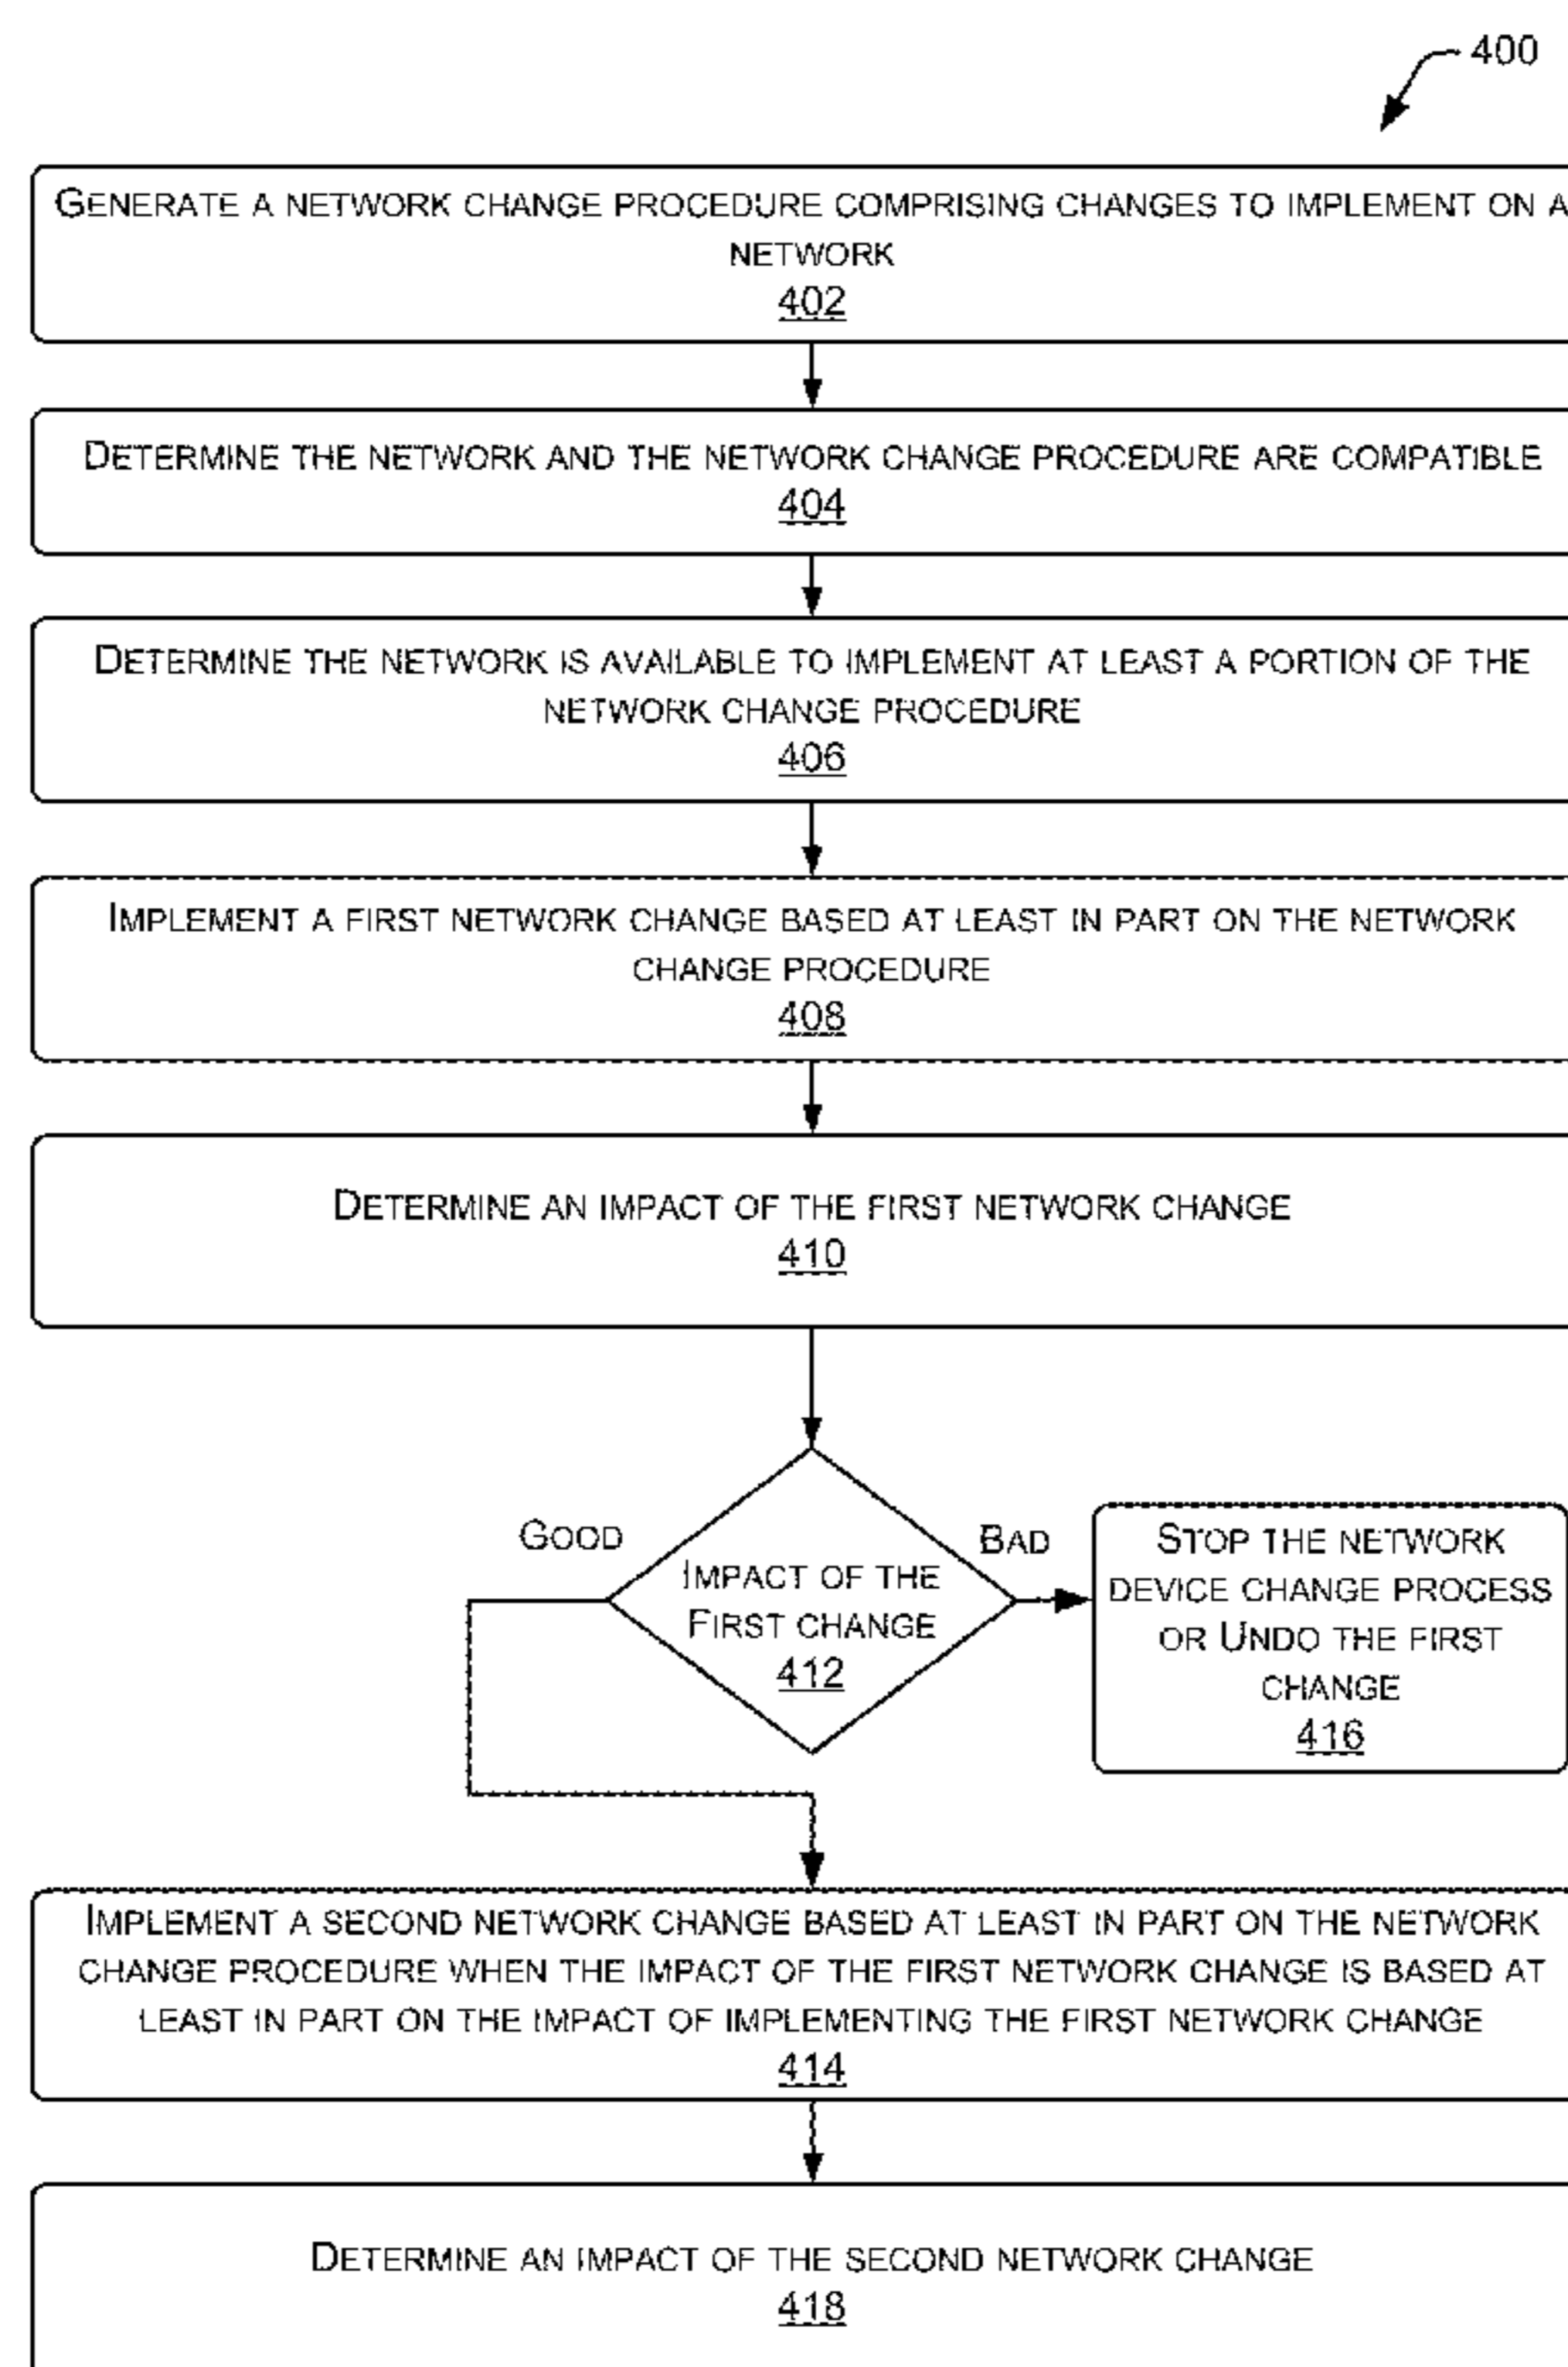 400
GENERATE A NETWORK CHANGE PROCEDURE COMPRISING CHANGES TO IMPLEMENT ON A
NETWORK
402
DETERMINE THE NETWORK AND THE NETWORK CHANGE PROCEDURE ARE COMPATIBLE
404
DETERMINE THE NETWORK IS AVAILABLE TO IMPLEMENT AT LEAST A PORTION OF THE
NETWORK CHANGE PROCEDURE
406
IMPLEMENT A FIRST NETWORK CHANGE BASED AT LEAST IN PART ON THE NETWORK
CHANGE PROCEDURE
408
DETERMINE AN IMPACT OF THE FIRST NETWORK CHANGE
410
GOOD
BAD
IMPACT OF THE
FIRST CHANGE
412
STOP THE NETWORK
DEVICE CHANGE PROCESS
OR UNDO THE FIRST
CHANGE
416
IMPLEMENT A SECOND NETWORK CHANGE BASED AT LEAST IN PART ON THE NETWORK
CHANGE PROCEDURE WHEN THE IMPACT OF THE FIRST NETWORK CHANGE IS BASED AT
LEAST IN PART ON THE IMPACT OF IMPLEMENTING THE FIRST NETWORK CHANGE
414
DETERMINE AN IMPACT OF THE SECOND NETWORK CHANGE
418